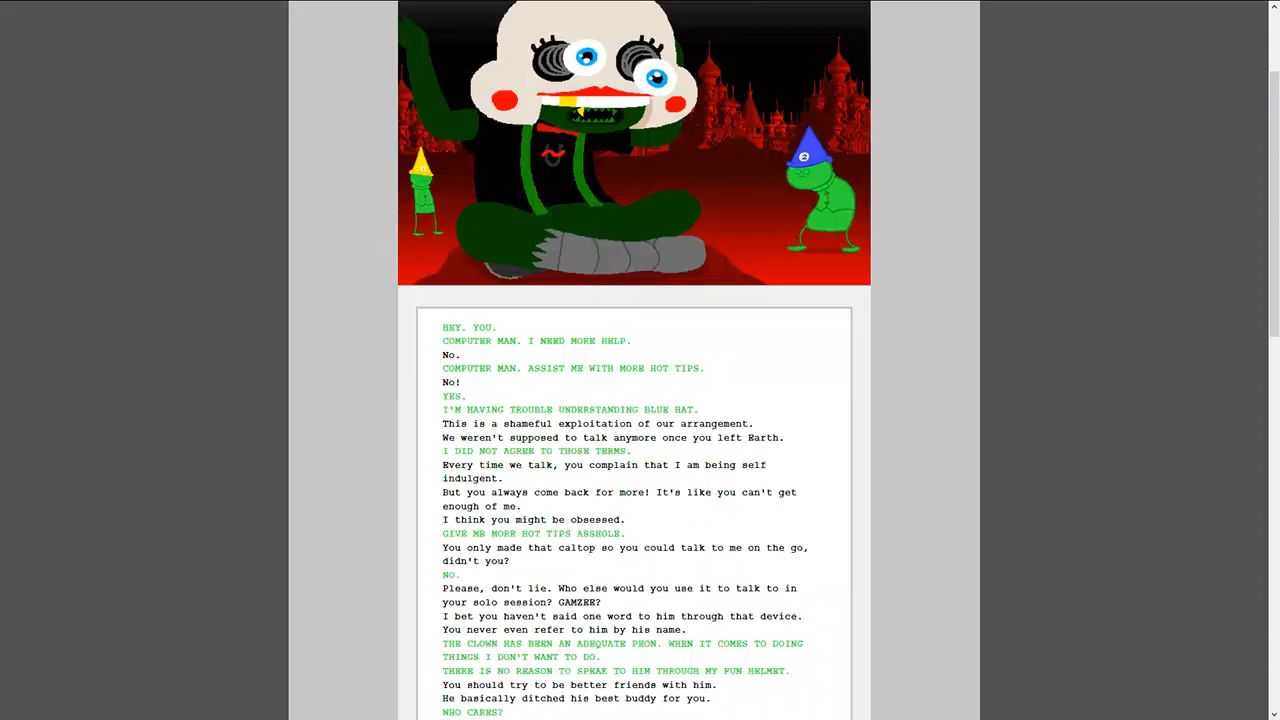 2
HEY. YOU.
COMPUTER MAN. I NEED MORE HELP.
No.
COMPUTER MAN. ASSIST ME WITH MORE HOT TIPS.
No!
YES.
I'M HAVING TROUBLE UNDERSTANDING BLUE HAT.
This is a shameful exploitation of our arrangement.
We weren't supposed to talk anymore once you left Earth.
I DID NOT AGREE TO THOSE TERMS.
Every time we talk, you complain that I am being self
indulgent.
But you always come back for more! It's like you can't get
enough of me.
I think you might be obsessed.
GIVE ME MORE HOT TIPS ASSHOLE.
You only made that caltop so you could talk to me on the go,
didn't you?
NO.
Please, don't lie. Who else would you use it to talk to in
your solo session? GAMZEE?
I bet you haven't said one word to him through that device.
You never even refer to him by his name.
THE CLOWN HAS BEEN AN ADEQUATE PEON. WHEN IT COMES TO DOING
THINGS I DON'T WANT TO DO.
THERE IS NO REASON TO SPEAK TO HIM THROUGH MY FUN HELMET.
You should try to be better friends with him.
He basically ditched his best buddy for you.
WHO CARES?